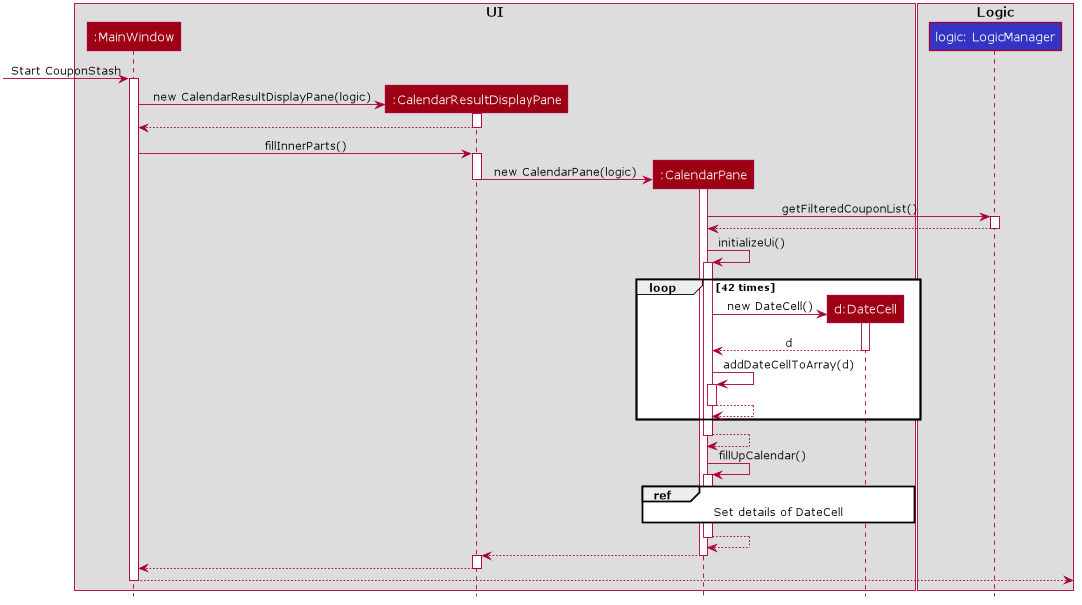 UI
Logic
:MainWindow
logic: LogicManager
Start CouponStash
new CalendarResultDisplayPane(logic)
:CalendarResultDisplayPane
fillInnerParts()
new CalendarPane(logic)
:CalendarPane
getFilteredCouponList()
initializeUi()
loop
[42 times]
new DateCell()
d:DateCell
d
addDateCellToArray(d)
fillUpCalendar()
ref
Set details of DateCell